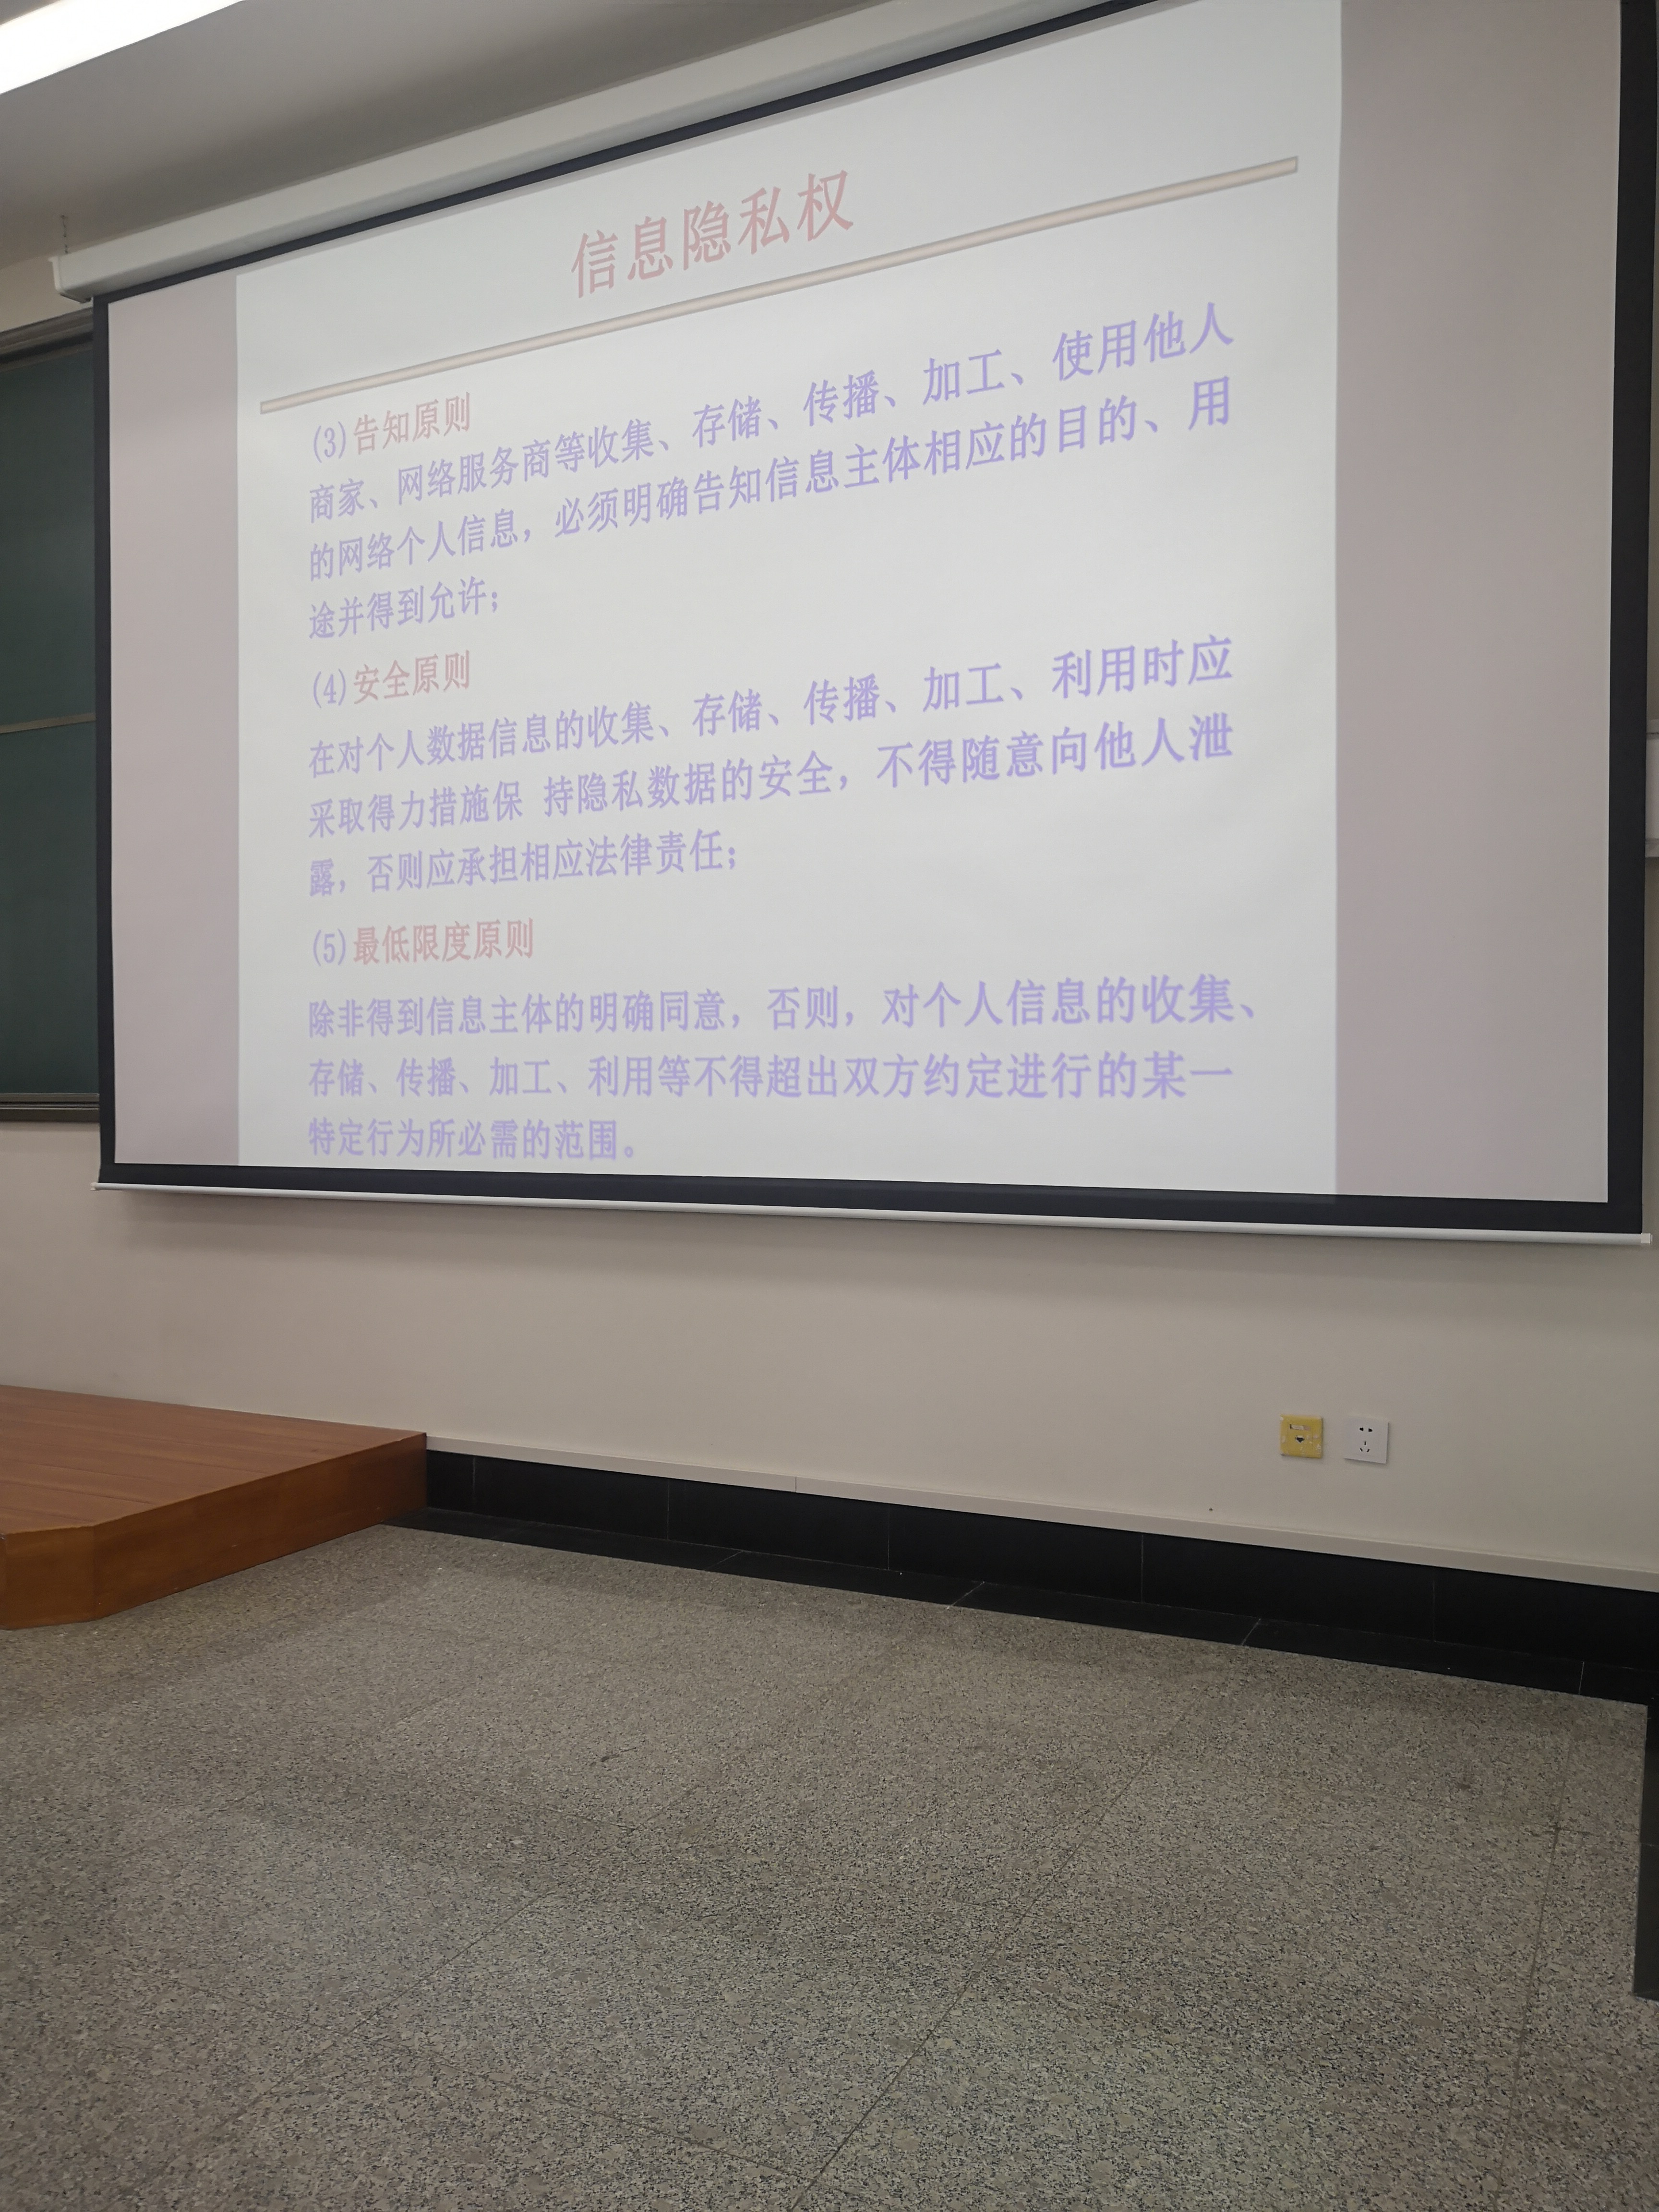 信息隐私权
(3)告知原则
商家、网络服务商等收集、存储、传播、加工、使用他人
的网络个人信息，必须明确告知信息主体相应的目的、用
途并得到允许；
(4)安全原则
在对个人数据信息的收集、存储、传播、加工、利用时应
采取得力措施保 持隐私数据的安全，不得随意向他人泄
露，否则应承担相应法律责任；
(5)最低限度原则
除非得到信息主体的明确同意，否则，对个人信息的收集、
存储、传播、加工、利用等不得超出双方约定进行的某一
特定行为所必需的范围。